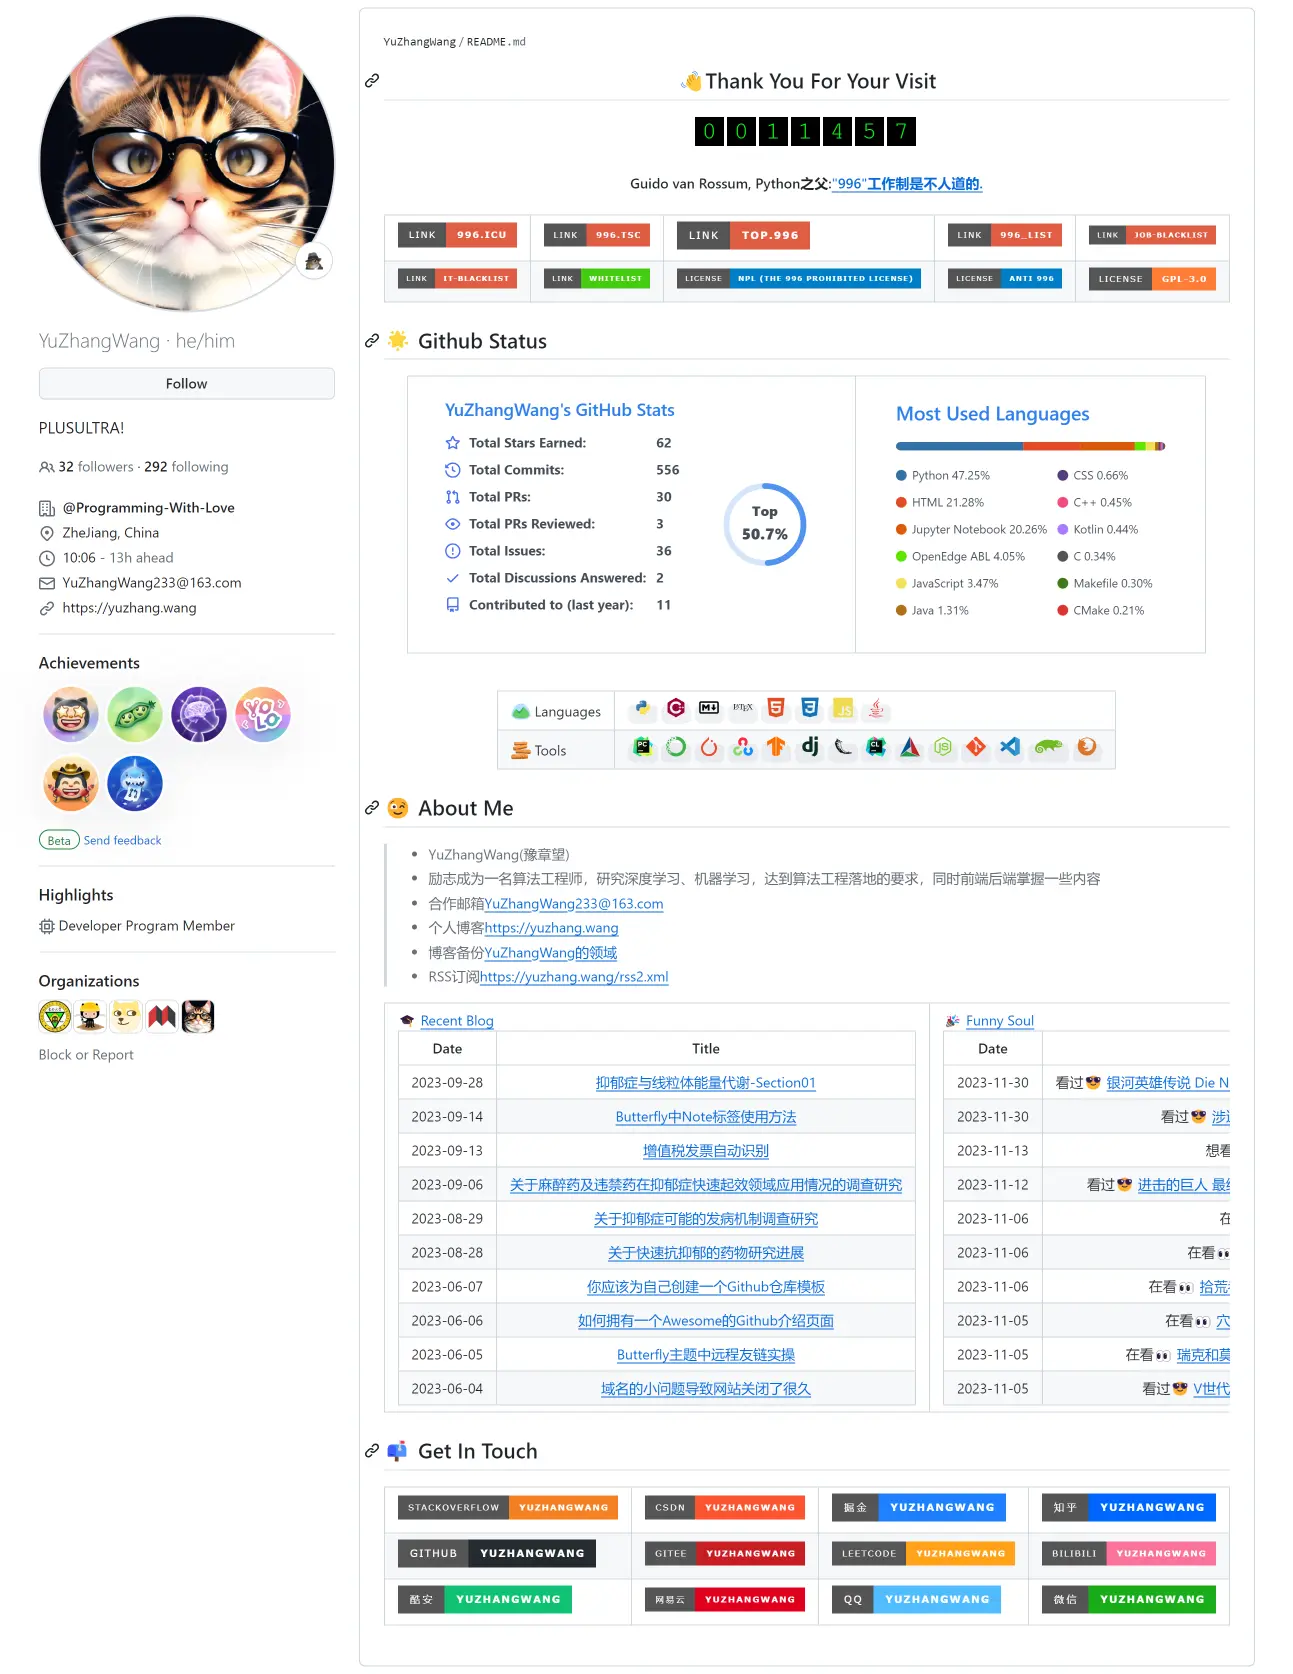 YuZhangWang · he/him
Follow
PLUSULTRA!
32 followers · 292 following
@Programming-With-Love
ZheJiang, China
10:06 - 13h ahead
YuZhangWang233@163.com
https://yuzhang.wang
Achievements
YOLO
Beta Send feedback
Highlights
Developer Program Member
Organizations
Block or Report
YuZhangWang / README.md
👋Thank You For Your Visit
0 0 1 1 4 5 7
Guido van Rossum, Python之父:"996"工作制是不人道的.
LINK 996.ICU LINK 996.TSC LINK TOP.996 LINK 996_LIST LINK JOB-BLACKLIST
LINK IT-BLACKLIST LINK WHITELIST LICENSE NPL (THE 996 PROHIBITED LICENSE) LICENSE ANTI 996 LICENSE GPL-3.0
🌟 Github Status
YuZhangWang's GitHub Stats
Total Stars Earned: 62
Total Commits: 556
Total PRs: 30
Total PRs Reviewed: 3
Total Issues: 36
Total Discussions Answered: 2
Contributed to (last year): 11
Top
50.7%
Most Used Languages
Python 47.25% CSS 0.66%
HTML 21.28% C++ 0.45%
Jupyter Notebook 20.26% Kotlin 0.44%
OpenEdge ABL 4.05% C 0.34%
JavaScript 3.47% Makefile 0.30%
Java 1.31% CMake 0.21%
Languages
Tools
😉 About Me
YuZhangWang(豫章望)
励志成为一名算法工程师，研究深度学习、机器学习，达到算法工程落地的要求，同时前端后端掌握一些内容
合作邮箱YuZhangWang233@163.com
个人博客https://yuzhang.wang
博客备份YuZhangWang的领域
RSS订阅https://yuzhang.wang/rss2.xml
🎓 Recent Blog
Date Title
2023-09-28 抑郁症与线粒体能量代谢-Section01
2023-09-14 Butterfly中Note标签使用方法
2023-09-13 增值税发票自动识别
2023-09-06 关于麻醉药及违禁药在抑郁症快速起效领域应用情况的调查研究
2023-08-29 关于抑郁症可能的发病机制调查研究
2023-08-28 关于快速抗抑郁的药物研究进展
2023-06-07 你应该为自己创建一个Github仓库模板
2023-06-06 如何拥有一个Awesome的Github介绍页面
2023-06-05 Butterfly主题中远程友链实操
2023-06-04 域名的小问题导致网站关闭了很久
🎉 Funny Soul
Date
2023-11-30 看过😎 银河英雄传说 Die N
2023-11-30 看过😎 涉
2023-11-13 想看
2023-11-12 看过😎 进击的巨人 最
2023-11-06 在
2023-11-06 在看👀
2023-11-06 在看👀 拾荒
2023-11-05 在看👀 穴
2023-11-05 在看👀 瑞克和莫
2023-11-05 看过😎 V世代
📫 Get In Touch
STACKOVERFLOW YUZHANGWANG CSDN YUZHANGWANG 掘金 YUZHANGWANG 知乎 YUZHANGWANG
GITHUB YUZHANGWANG GITEE YUZHANGWANG LEETCODE YUZHANGWANG BILIBILI YUZHANGWANG
酷安 YUZHANGWANG 网易云 YUZHANGWANG QQ YUZHANGWANG 微信 YUZHANGWANG